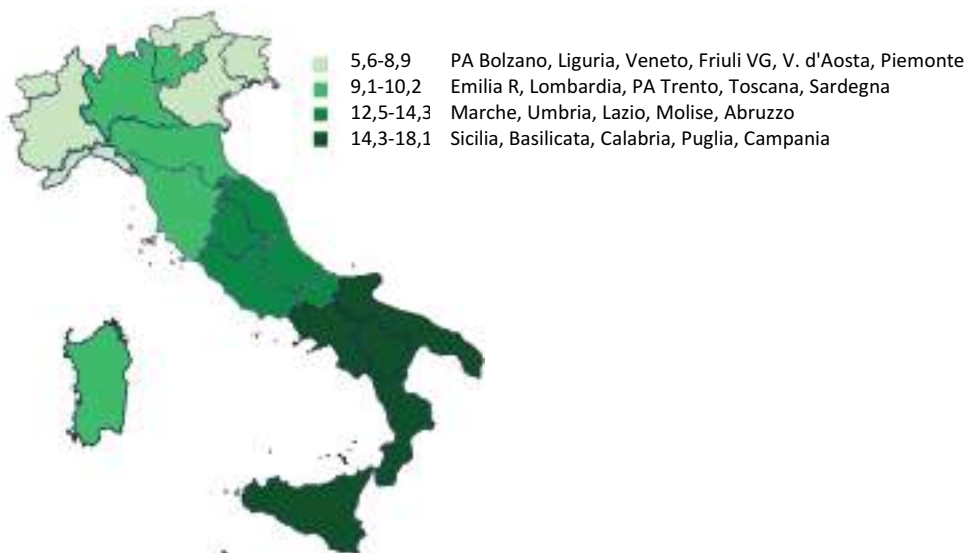 5,6-8,9 PA Bolzano, Liguria, Veneto, Friuli VG, V. d'Aosta, Piemonte
9,1-10,2 Emilia R, Lombardia, PA Trento, Toscana, Sardegna
12,5-14,3 Marche, Umbria, Lazio, Molise, Abruzzo
14,3-18,1 Sicilia, Basilicata, Calabria, Puglia, Campania